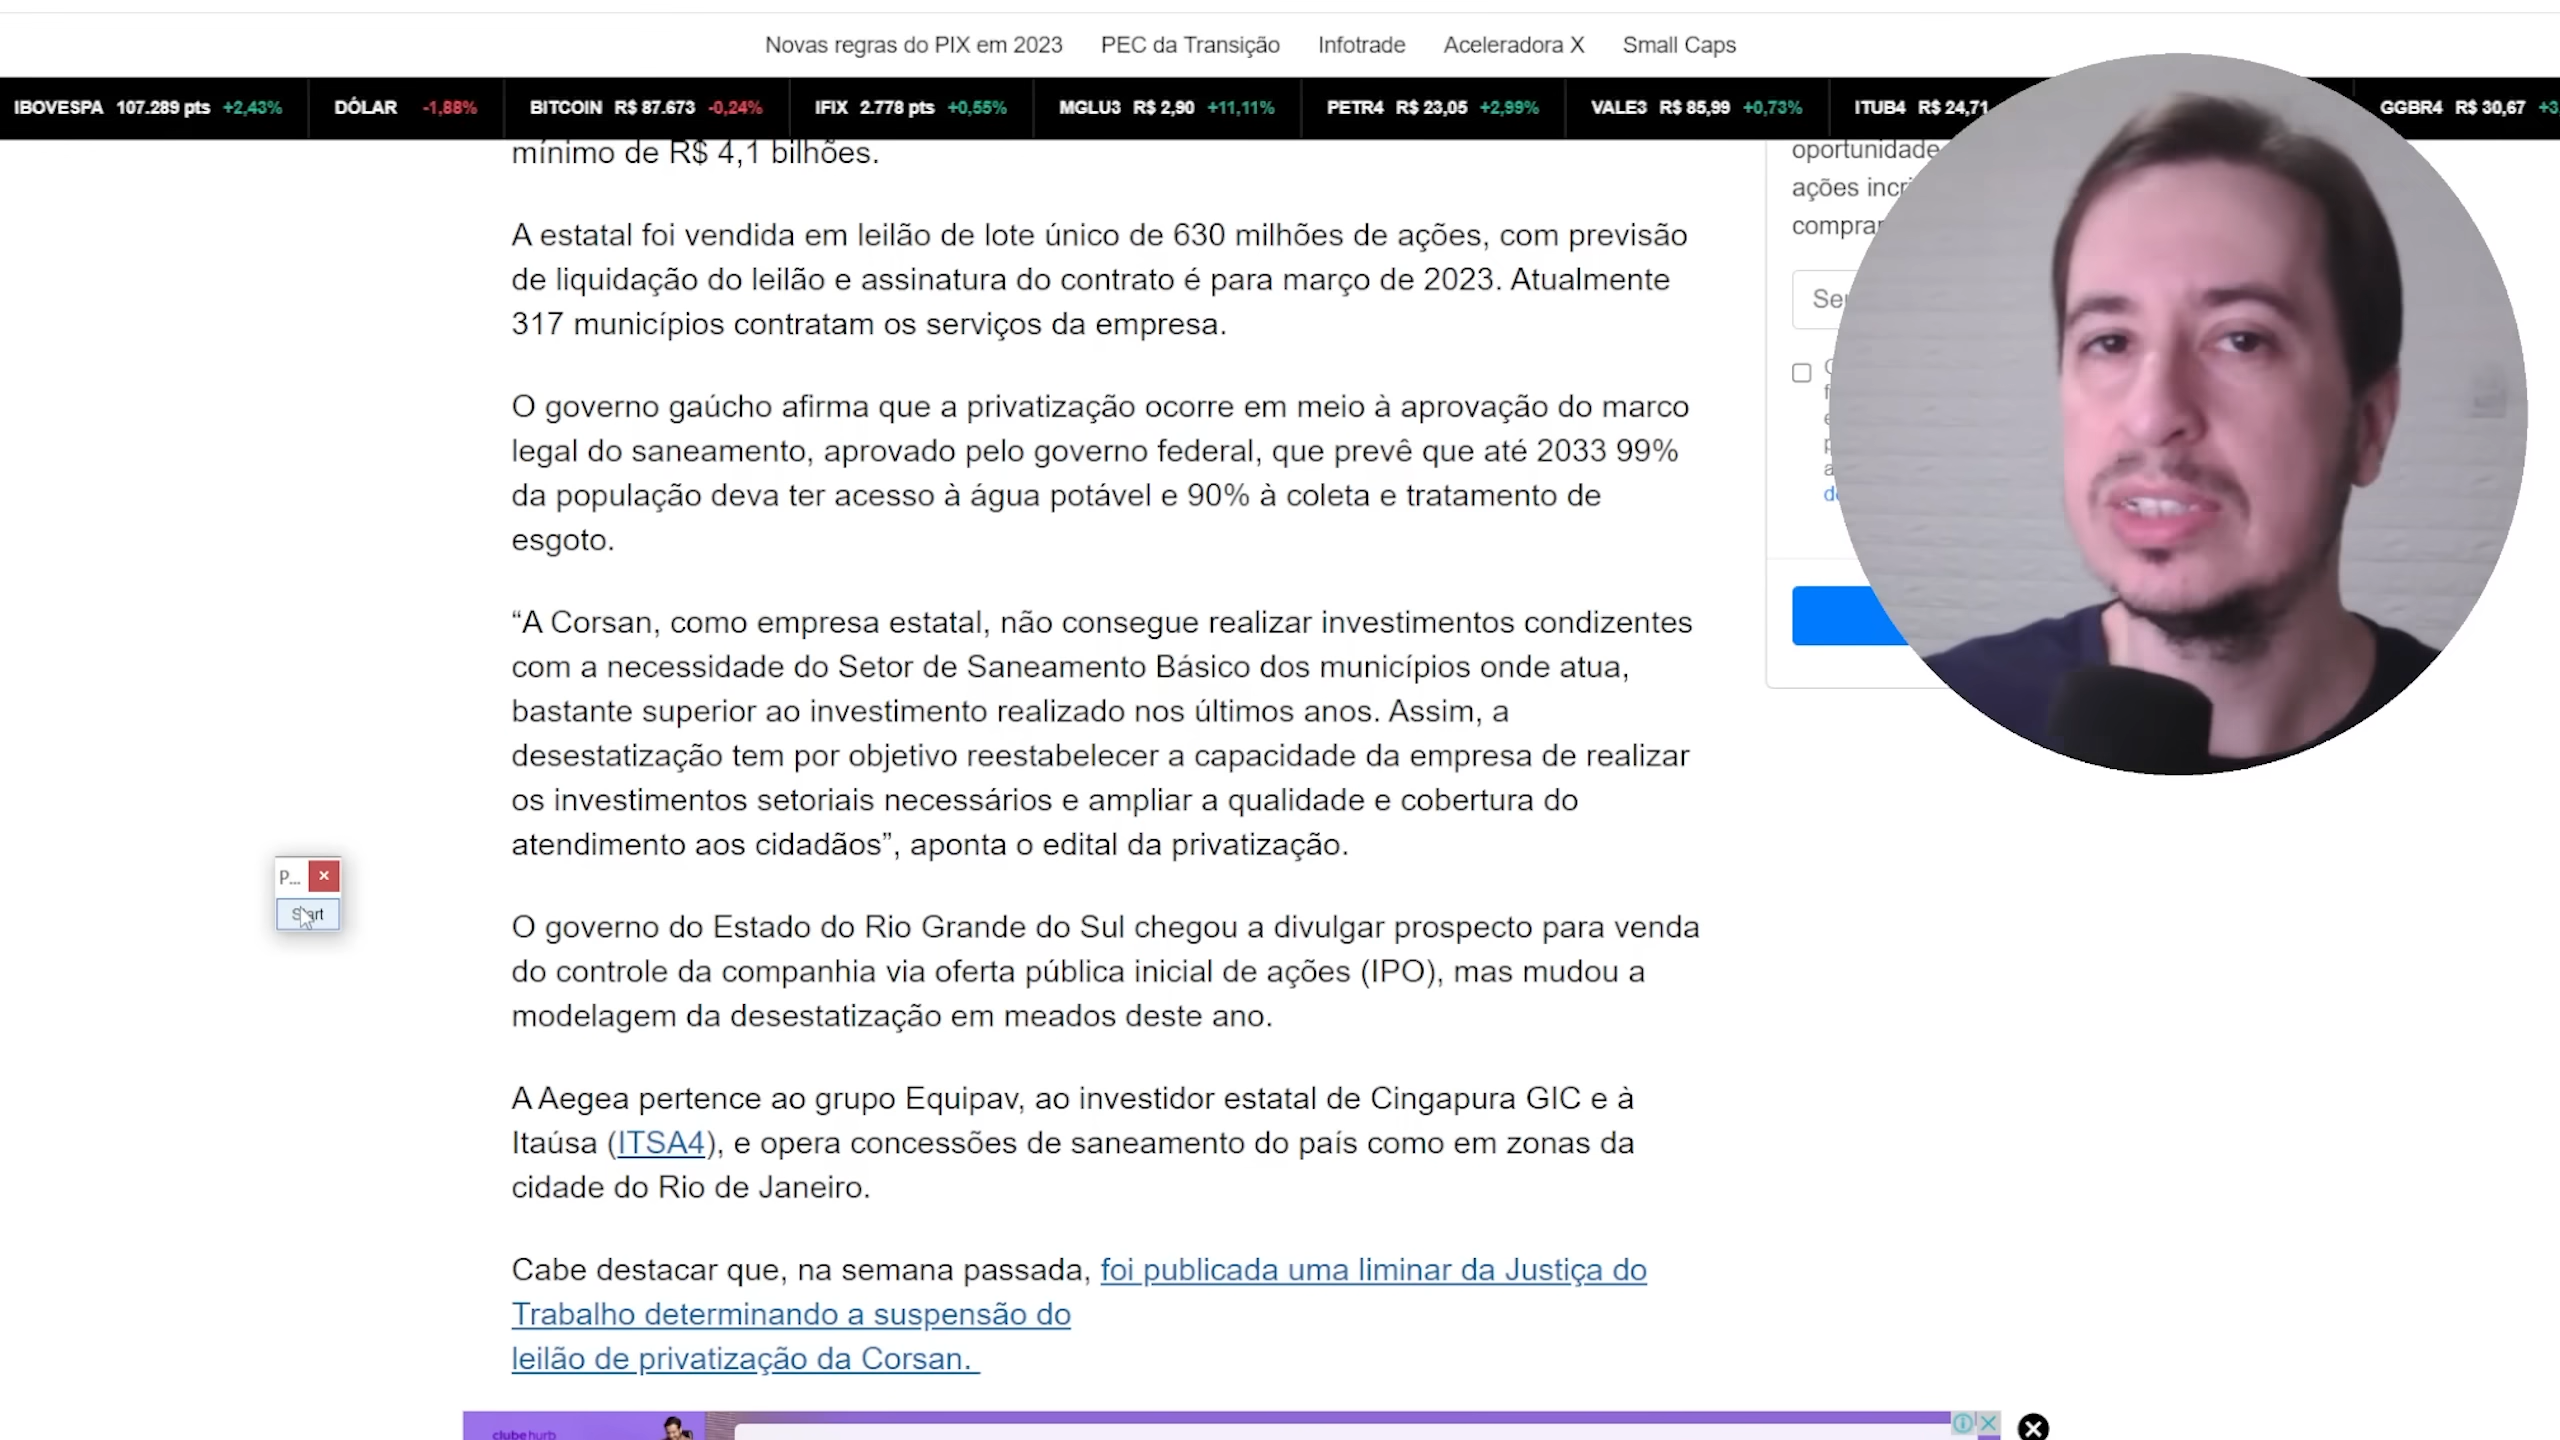 Novas regras do PIX em 2023 PEC da Transição Infotrade Aceleradora X Small Caps
IBOVESPA 107.289 pts +2,43% DÓLAR -1,88% BITCOIN R$ 87.673 -0,24% IFIX 2.778 pts +0,55% MGLU3 R$ 2,90 +11,11% PETR4 R$ 23,05 +2,99% VALE3 R$ 85,99 +0,73% ITUB4 R$ 24,71 GGBR4 R$ 30,67 +3
mínimo de R$ 4,1 bilhões.
A estatal foi vendida em leilão de lote único de 630 milhões de ações, com previsão
de liquidação do leilão e assinatura do contrato é para março de 2023. Atualmente
317 municípios contratam os serviços da empresa.
O governo gaúcho afirma que a privatização ocorre em meio à aprovação do marco
legal do saneamento, aprovado pelo governo federal, que prevê que até 2033 99%
da população deva ter acesso à água potável e 90% à coleta e tratamento de
esgoto.
“A Corsan, como empresa estatal, não consegue realizar investimentos condizentes
com a necessidade do Setor de Saneamento Básico dos municípios onde atua,
bastante superior ao investimento realizado nos últimos anos. Assim, a
desestatização tem por objetivo reestabelecer a capacidade da empresa de realizar
os investimentos setoriais necessários e ampliar a qualidade e cobertura do
atendimento aos cidadãos”, aponta o edital da privatização.
O governo do Estado do Rio Grande do Sul chegou a divulgar prospecto para venda
do controle da companhia via oferta pública inicial de ações (IPO), mas mudou a
modelagem da desestatização em meados deste ano.
A Aegea pertence ao grupo Equipav, ao investidor estatal de Cingapura GIC e à
Itaúsa (ITSA4), e opera concessões de saneamento do país como em zonas da
cidade do Rio de Janeiro.
Cabe destacar que, na semana passada, foi publicada uma liminar da Justiça do
Trabalho determinando a suspensão do
leilão de privatização da Corsan.
oportunidade
ações
P...
Start
clubehurb